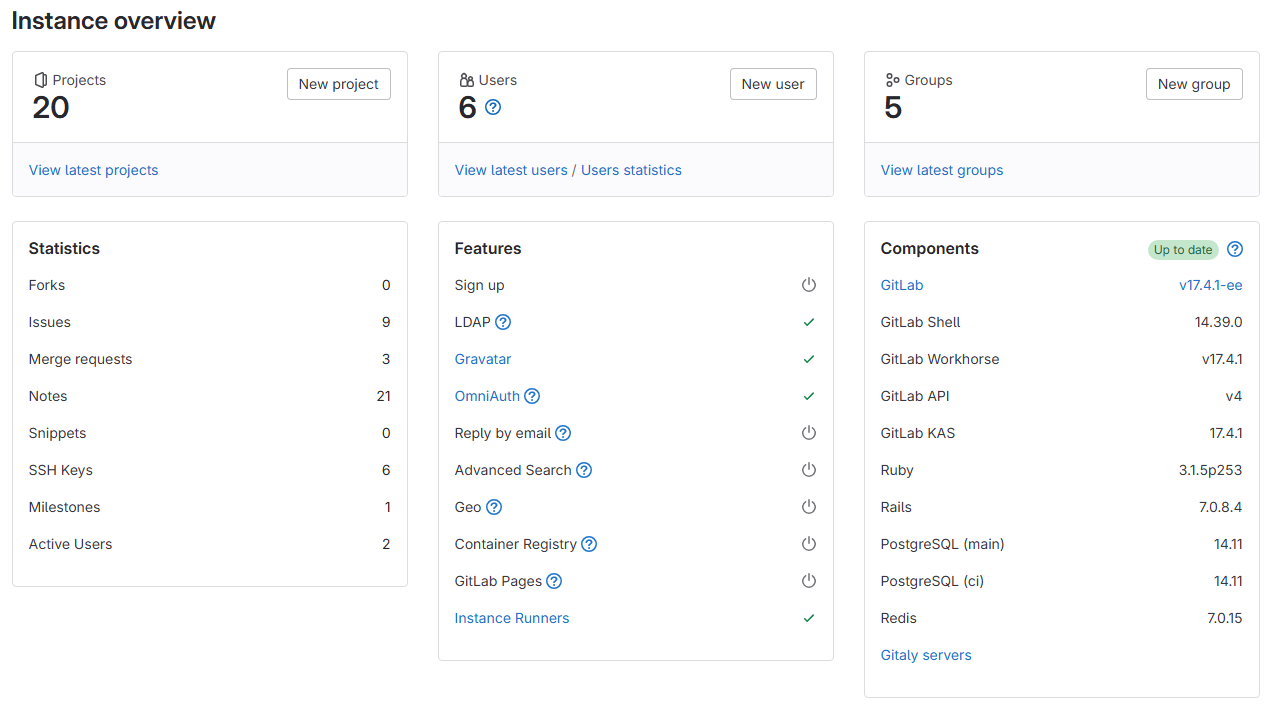 Instance overview
Projects
20
New project
View latest projects
Users
6
New user
View latest users / Users statistics
Groups
5
New group
View latest groups
Statistics
Forks 0
Issues 9
Merge requests 3
Notes 21
Snippets 0
SSH Keys 6
Milestones 1
Active Users 2
Features
Sign up
LDAP
Gravatar
OmniAuth
Reply by email
Advanced Search
Geo
Container Registry
GitLab Pages
Instance Runners
Components Up to date
GitLab v17.4.1-ee
GitLab Shell 14.39.0
GitLab Workhorse v17.4.1
GitLab API v4
GitLab KAS 17.4.1
Ruby 3.1.5p253
Rails 7.0.8.4
PostgreSQL (main) 14.11
PostgreSQL (ci) 14.11
Redis 7.0.15
Gitaly servers